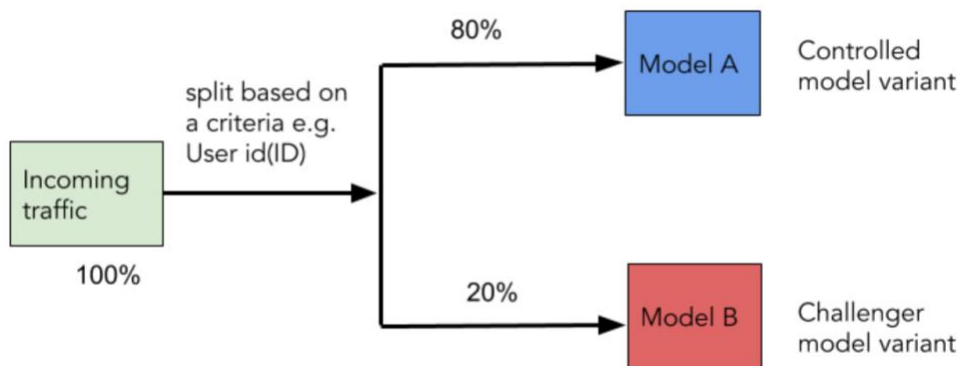 80%
Model A
Controlled
model variant
split based on
a criteria e.g.
User id(ID)
Incoming
traffic
100%
20%
Model B
Challenger
model variant